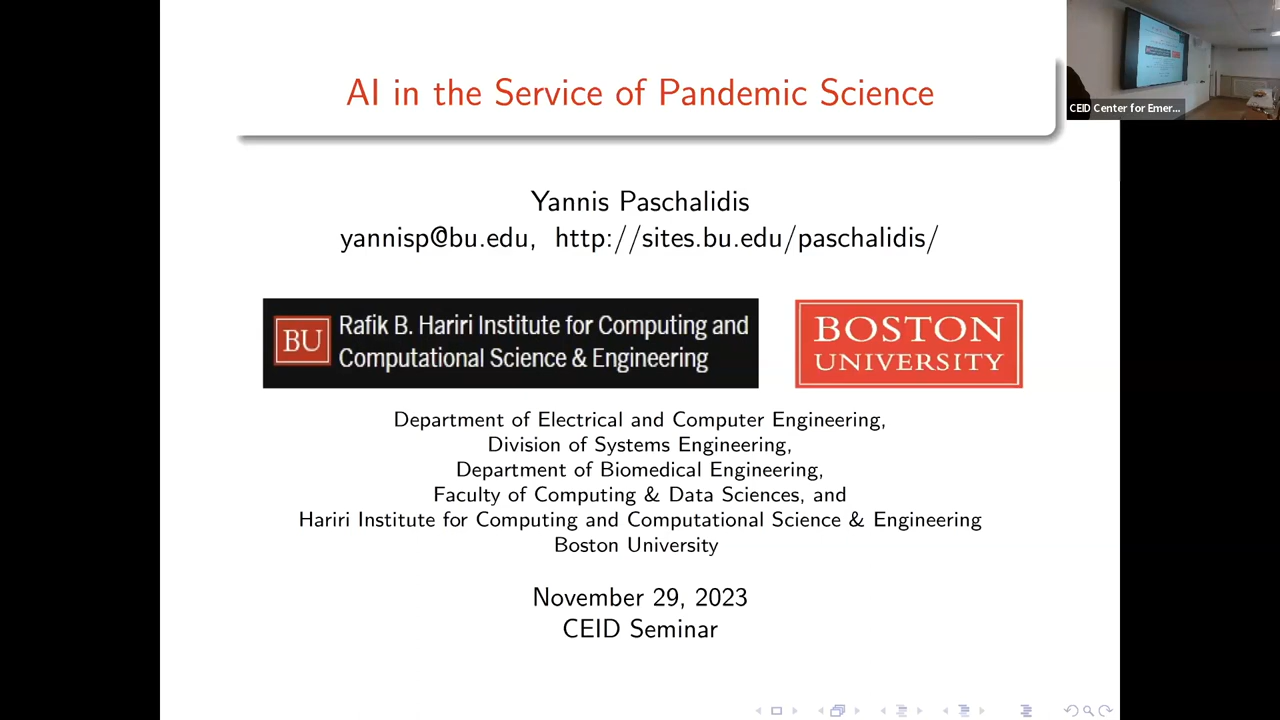 AI in the Service of Pandemic Science
CEID Center for Emer...
Yannis Paschalidis
yannisp@bu.edu, http://sites.bu.edu/paschalidis/
BU
Rafik B. Hariri Institute for Computing and
Computational Science & Engineering
BOSTON
UNIVERSITY
Department of Electrical and Computer Engineering,
Division of Systems Engineering,
Department of Biomedical Engineering,
Faculty of Computing & Data Sciences, and
Hariri Institute for Computing and Computational Science & Engineering
Boston University
November 29, 2023
CEID Seminar